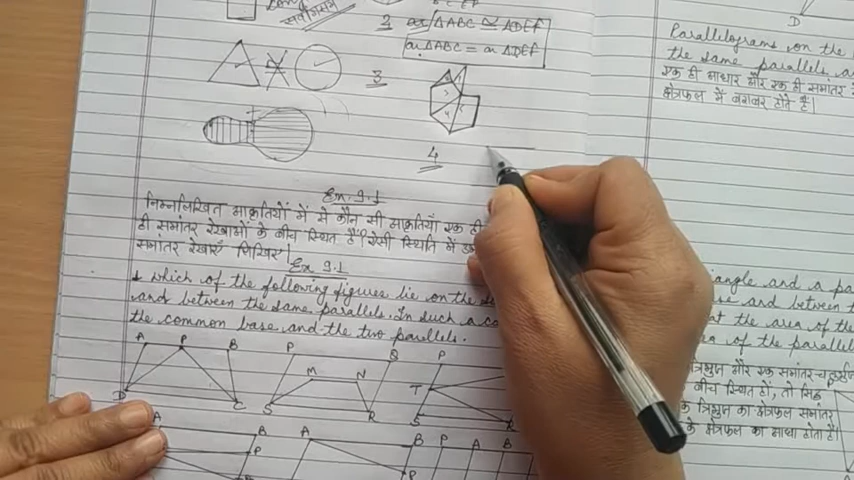 सर्वांगसम
2 ar ΔABC ≅ ΔDEF
ar ΔABC = ar ΔDEF
3
4
Ex. 9.1
निम्नलिखित आकृतियों में से कौन सी आकृतियाँ एक ही
ही समांतर रेखाओं के बीच स्थित हैं? ऐसी स्थिति में
समांतर रेखाएँ लिखिए।
Ex 9.1
which of the following figures lie on the
and between the same parallels. In such a
the common base and the two parallels.
A P B
D C
P Q
M N
S R
P
T
S
A B
P
A B
P
P A B
D
Parallelograms on the
the same parallels
एक ही आधार और एक ही समांतर
क्षेत्रफल में बराबर होते हैं।
angle and a
and between
at the area of the
of the
त्रिभुज और एक समांतर
बीच स्थित हों, तो
त्रिभुज का क्षेत्रफल समांतर
के क्षेत्रफल का आधा होता है।